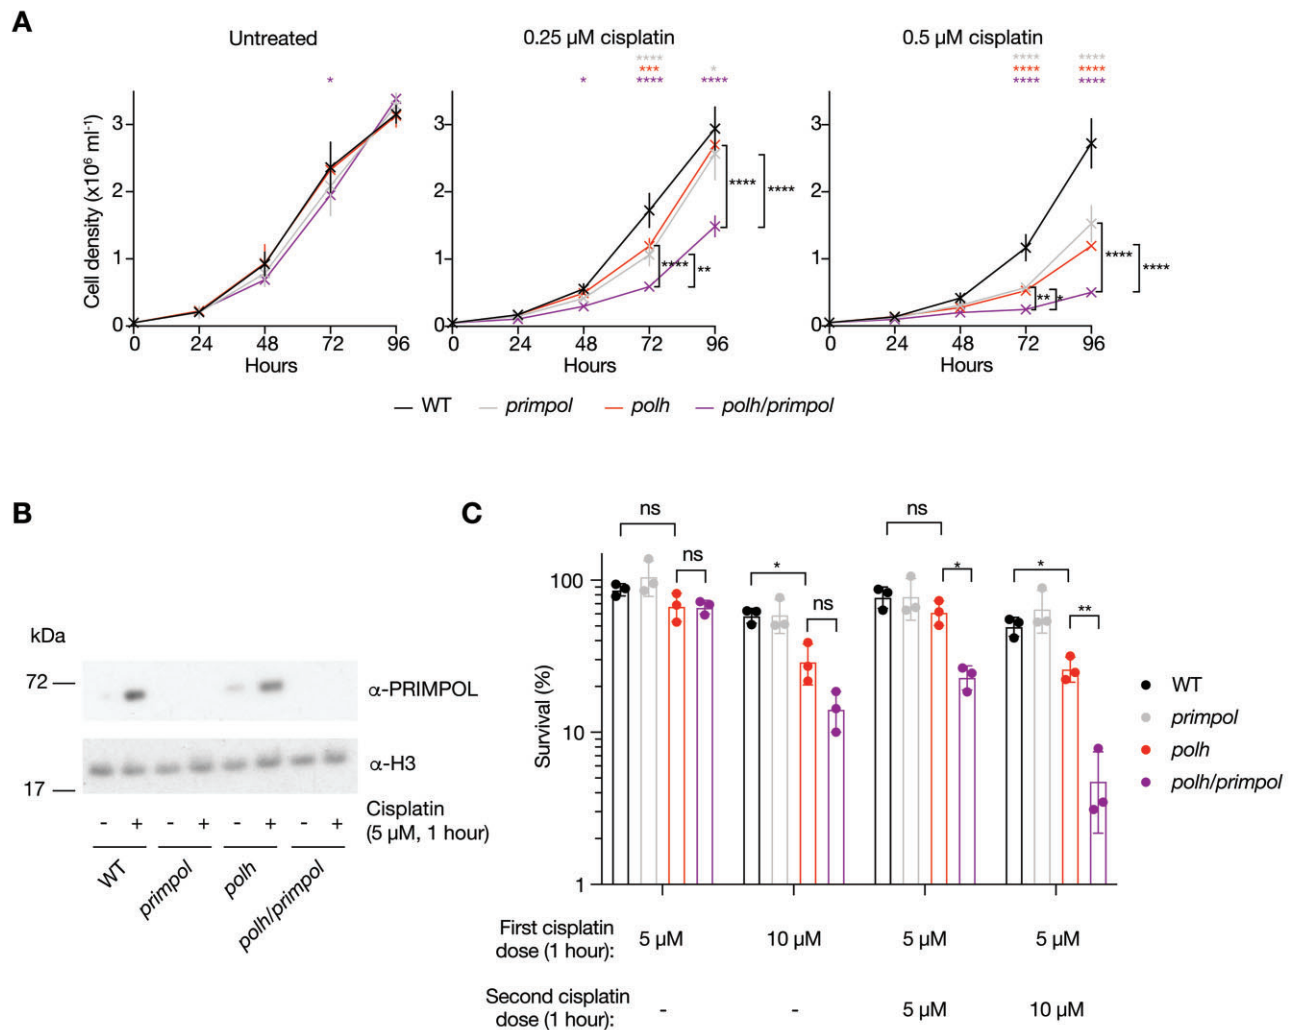 A
Untreated
0.25 µM cisplatin
0.5 µM cisplatin
**** * **** ****
*** **** ****
* * **** **** **** ****
Cell density (x10⁶ ml⁻¹)
3 3 3
2 2 2
1 1 1
0 0 0
**** ****
**** **
**** ****
** *
0 24 48 72 96 0 24 48 72 96 0 24 48 72 96
Hours Hours Hours
WT primpol polh polh/primpol
B
kDa
72
α-PRIMPOL
α-H3
17
- + - + - + - +
Cisplatin
(5 µM, 1 hour)
WT
primpol
polh
polh/primpol
C
ns ns
ns * * *
ns **
Survival (%)
100
10
1
WT
primpol
polh
polh/primpol
First cisplatin
dose (1 hour):
5 µM 10 µM 5 µM 5 µM
Second cisplatin
dose (1 hour):
- - 5 µM 10 µM